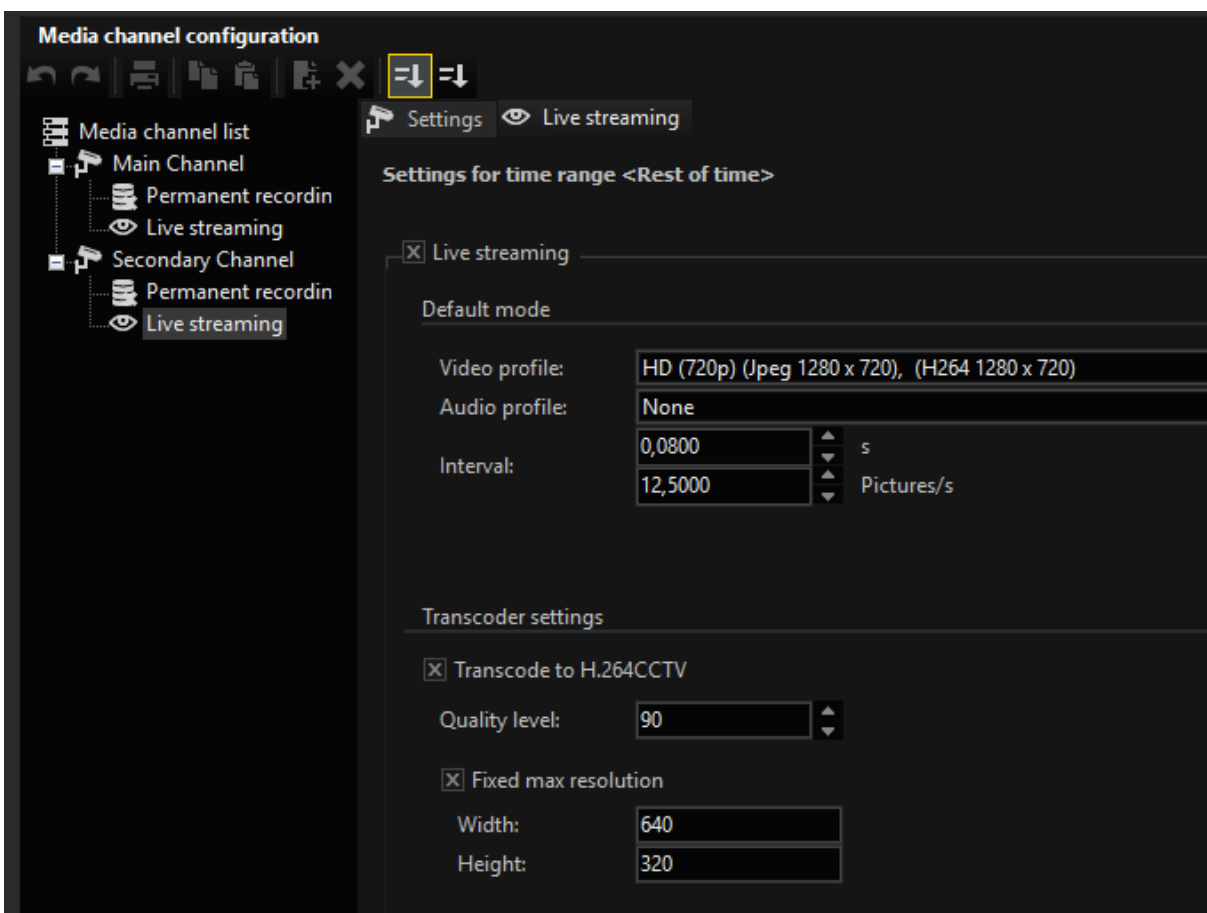 Media channel configuration
Media channel list
Main Channel
Permanent recordin
Live streaming
Secondary Channel
Permanent recordin
Live streaming
Settings Live streaming
Settings for time range <Rest of time>
Live streaming
Default mode
Video profile: HD (720p) (Jpeg 1280 x 720), (H264 1280 x 720)
Audio profile: None
Interval: 0,0800 s
12,5000 Pictures/s
Transcoder settings
Transcode to H.264CCTV
Quality level: 90
Fixed max resolution
Width: 640
Height: 320